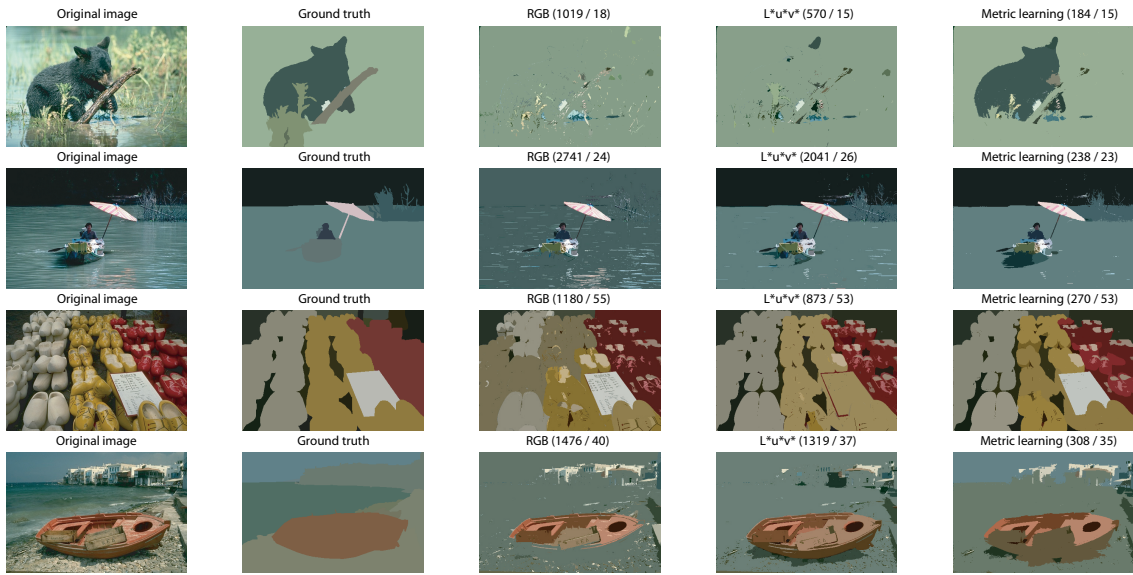 Original image Ground truth RGB (1019 / 18) L*u*v* (570 / 15) Metric learning (184 / 15)
Original image Ground truth RGB (2741 / 24) L*u*v* (2041 / 26) Metric learning (238 / 23)
Original image Ground truth RGB (1180 / 55) L*u*v* (873 / 53) Metric learning (270 / 53)
Original image Ground truth RGB (1476 / 40) L*u*v* (1319 / 37) Metric learning (308 / 35)